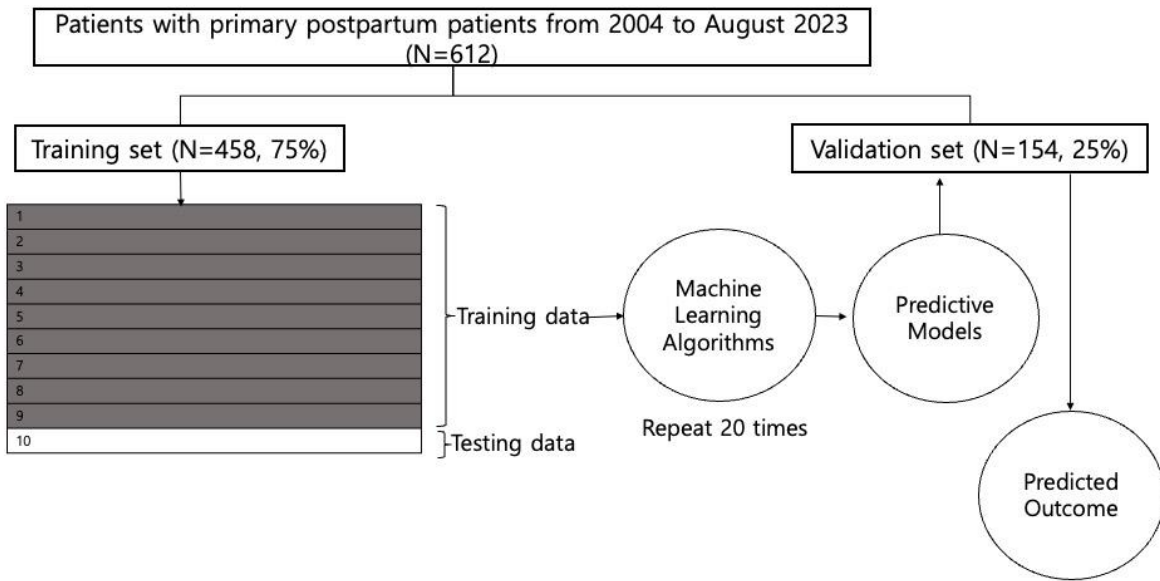 Patients with primary postpartum patients from 2004 to August 2023
(N=612)
Training set (N=458, 75%)
Validation set (N=154, 25%)
1
2
3
4
5
6
7
8
9
10
Training data
Testing data
Machine
Learning
Algorithms
Repeat 20 times
Predictive
Models
Predicted
Outcome